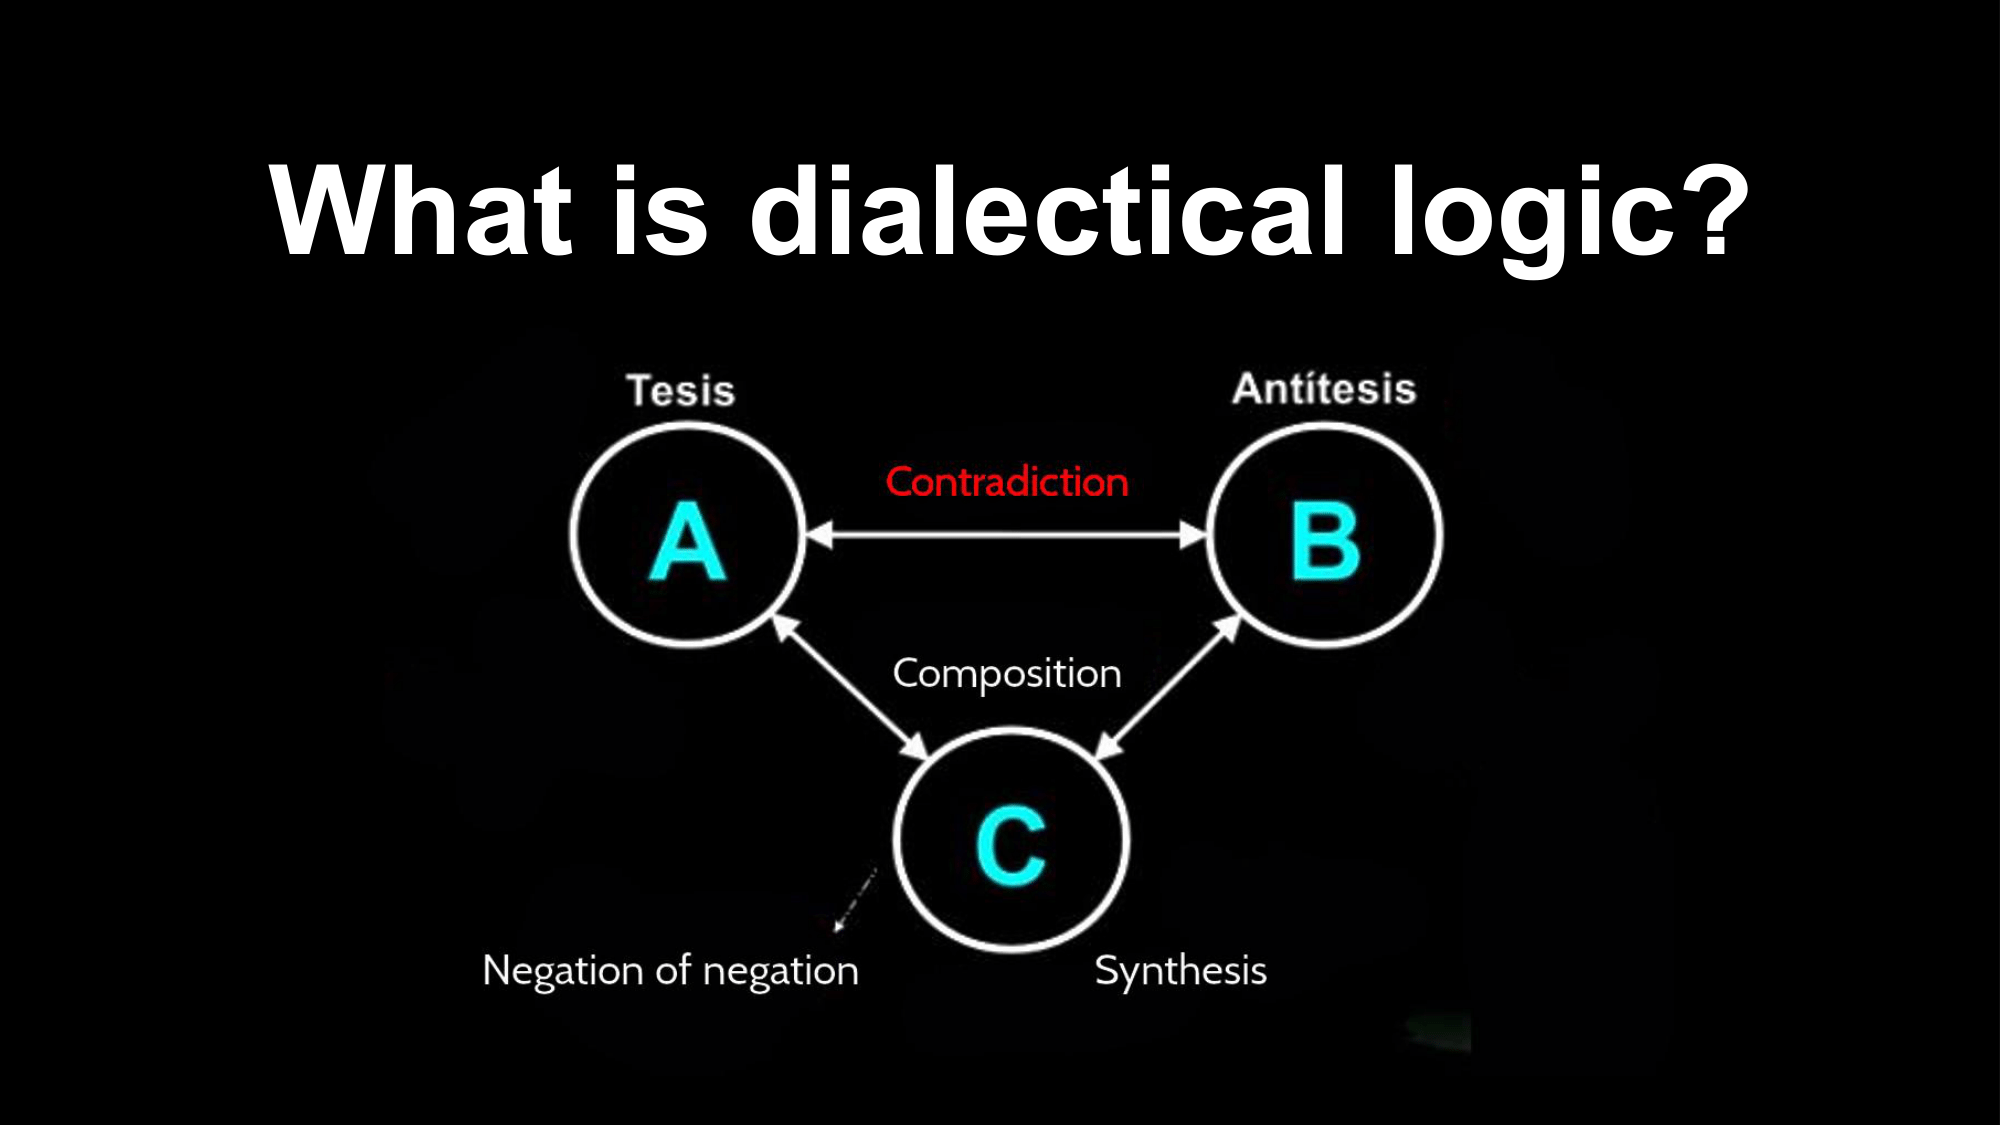 What is dialectical logic?
Tesis
Antítesis
Contradiction
A
B
Composition
C
Negation of negation
Synthesis